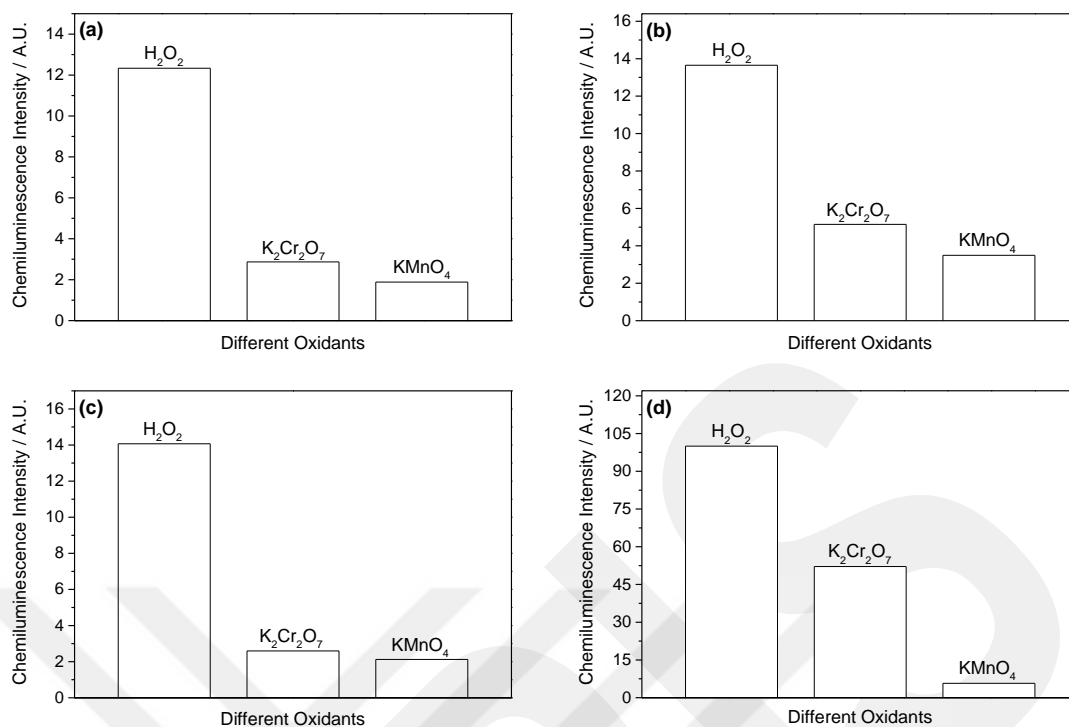 (a)
Chemiluminescence Intensity / A.U.
14
12
10
8
6
4
2
0
H₂O₂
K₂Cr₂O₇
KMnO₄
Different Oxidants
(b)
Chemiluminescence Intensity / A.U.
16
14
12
10
8
6
4
2
0
H₂O₂
K₂Cr₂O₇
KMnO₄
Different Oxidants
(c)
Chemiluminescence Intensity / A.U.
16
14
12
10
8
6
4
2
0
H₂O₂
K₂Cr₂O₇
KMnO₄
Different Oxidants
(d)
Chemiluminescence Intensity / A.U.
120
105
90
75
60
45
30
15
0
H₂O₂
K₂Cr₂O₇
KMnO₄
Different Oxidants